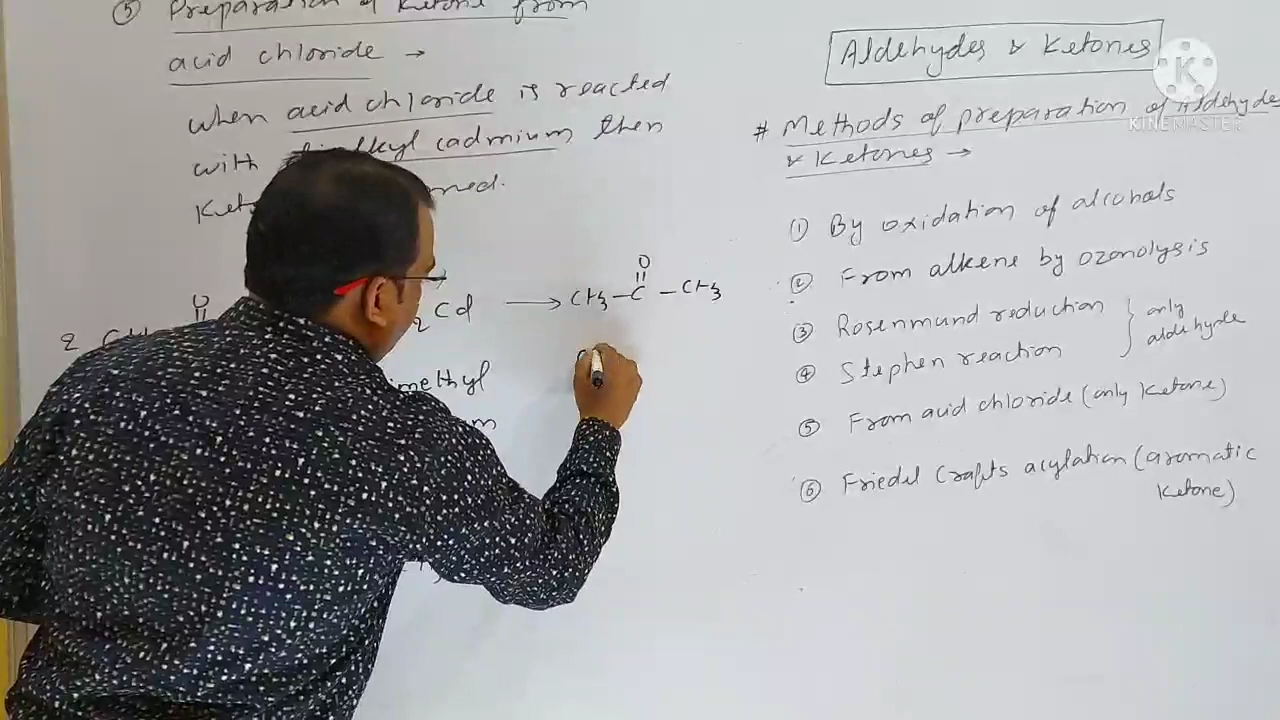 ⑤ Preparation of Ketone from
acid chloride →
when acid chloride is reacted
with alkyl cadmium, then
2
O
Cd → CH3 – C – CH3
O
methyl
Aldehydes & Ketones
# Methods of preparation of Aldehyde
& Ketones →
① By oxidation of alcohols
② From alkene by ozonolysis
③ Rosenmund reduction
④ Stephen reaction
only
aldehyde
⑤ From acid chloride (only Ketone)
⑥ Friedel Crafts acylation (aromatic
Ketone)
K
KINEMASTER